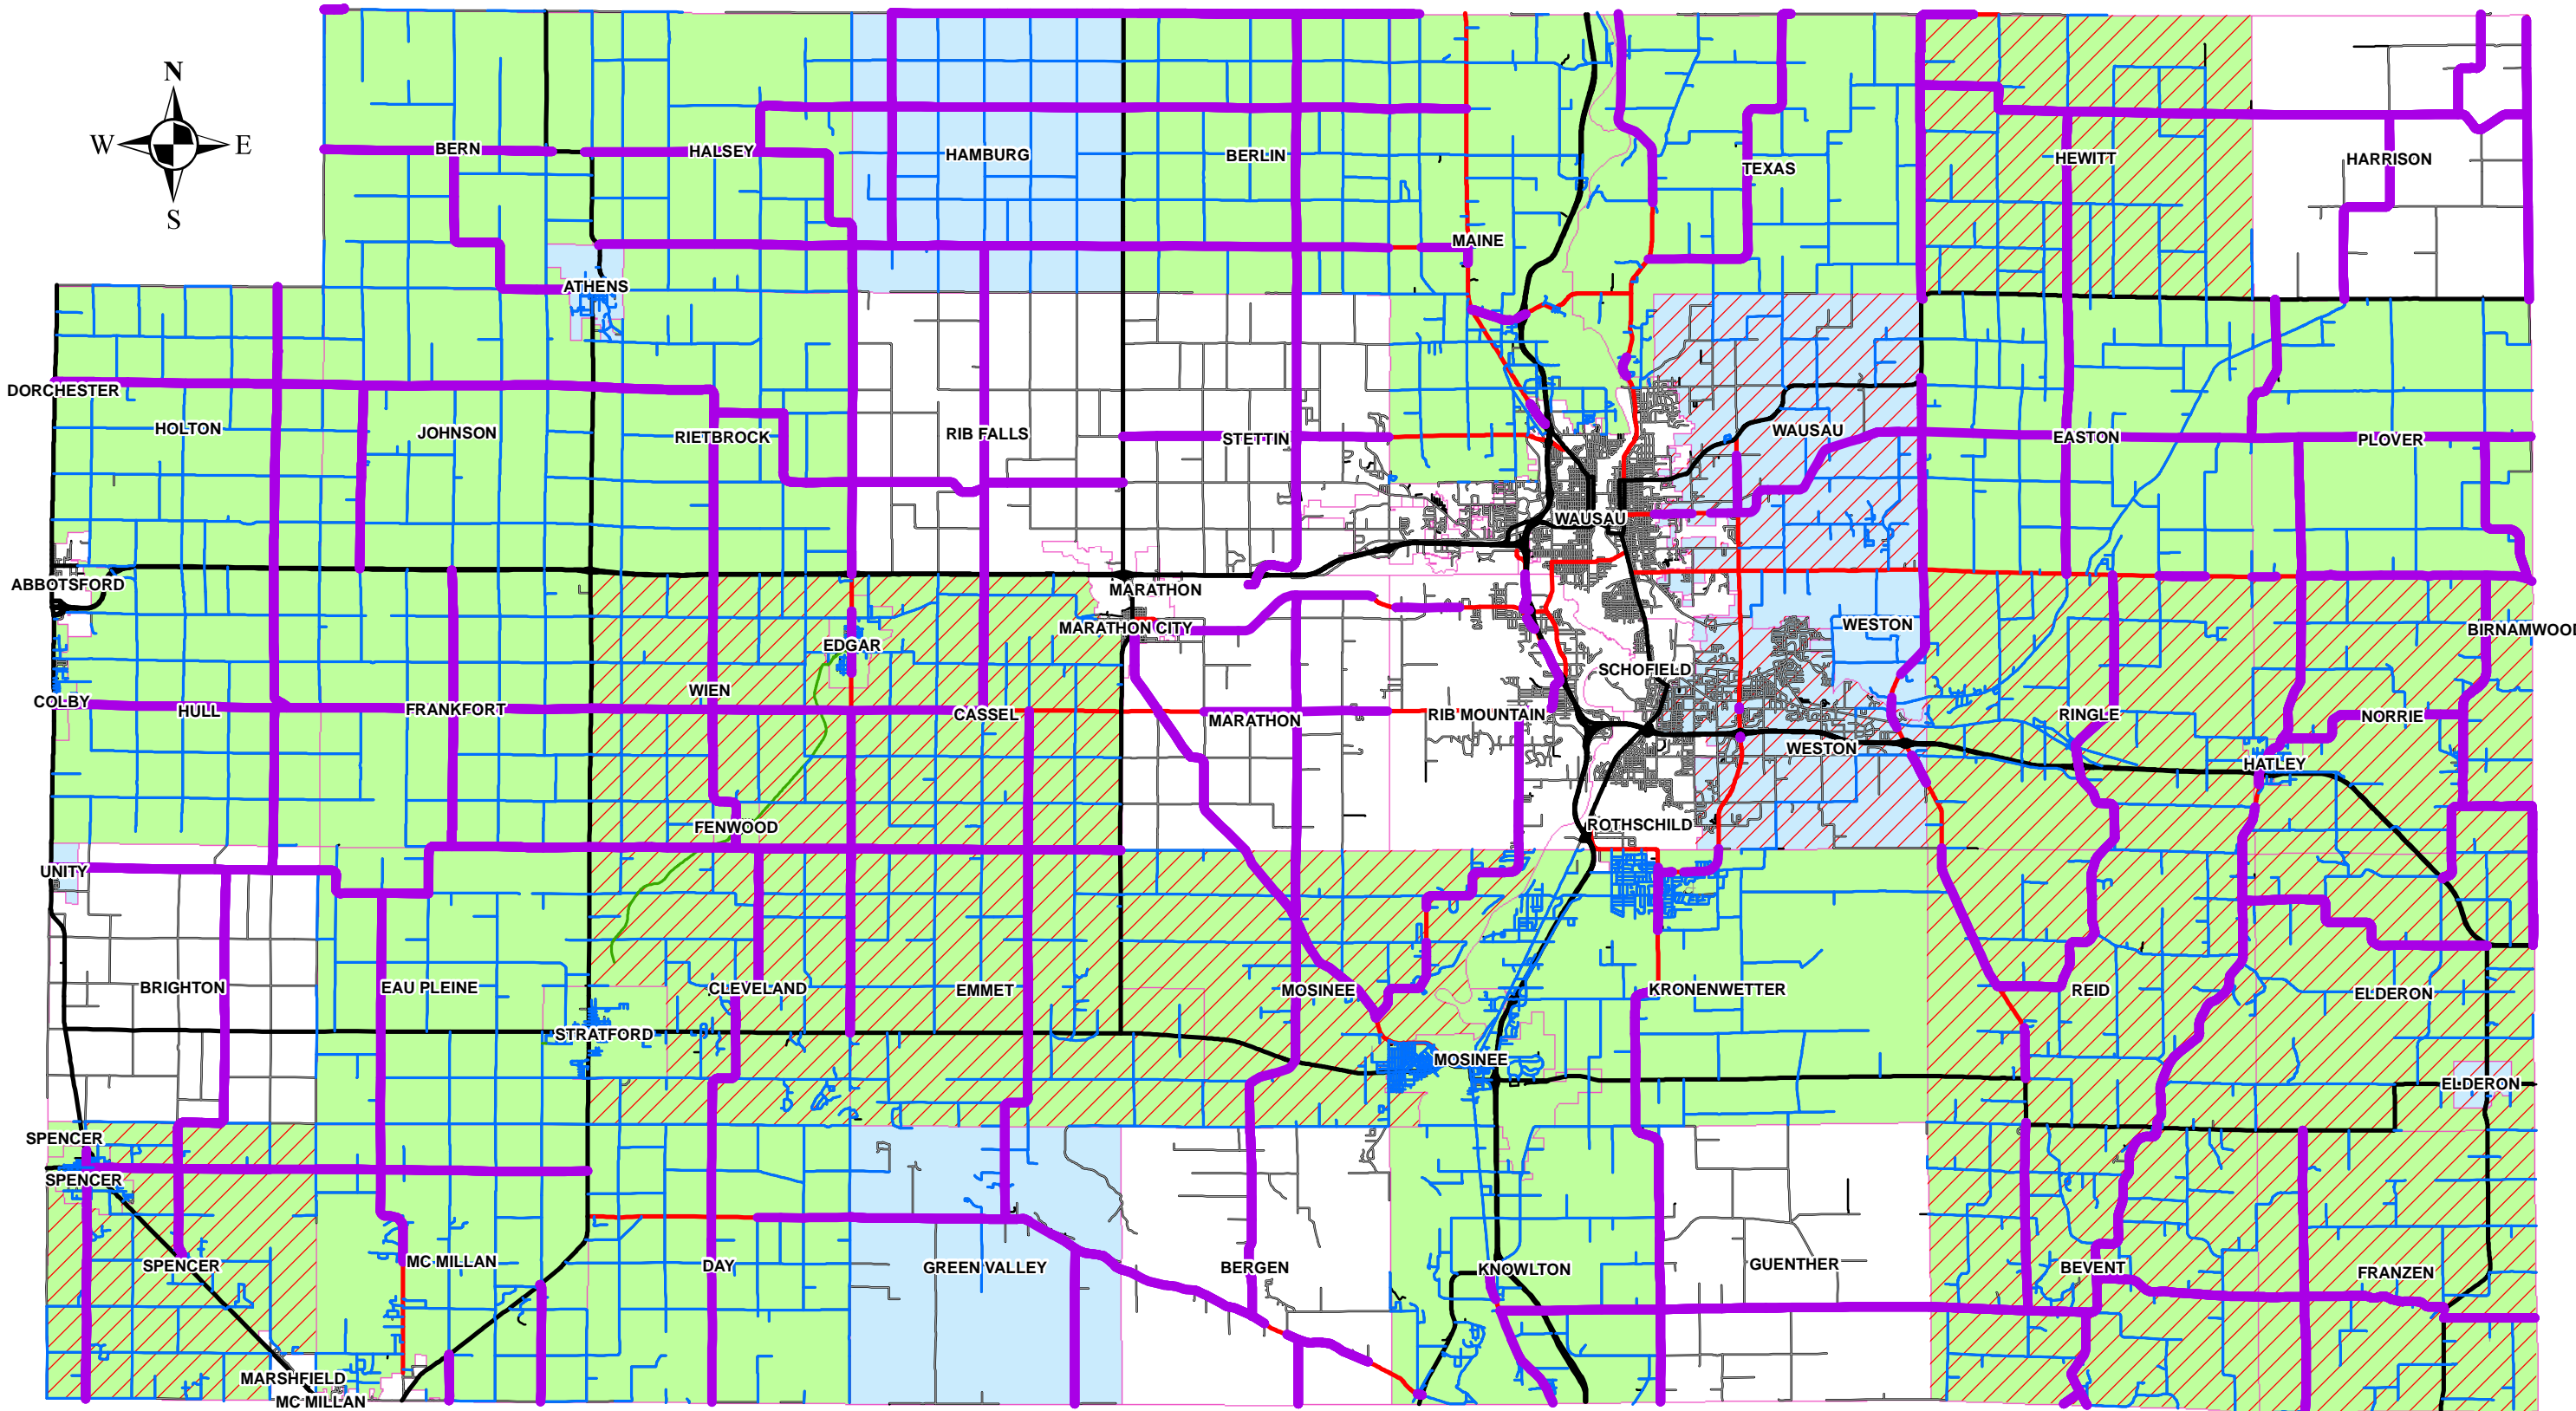 N
W E
S
BERN
HALSEY
HAMBURG
BERLIN
TEXAS
HEWITT
HARRISON
MAINE
ATHENS
DORCHESTER
HOLTON
JOHNSON
RIETBROCK
RIB FALLS
STETTIN
WAUSAU
EASTON
PLOVER
WAUSAU
ABBOTSFORD
MARATHON
MARATHON CITY
EDGAR
WESTON
BIRNAMWOOD
SCHOFIELD
COLBY
HULL
FRANKFORT
WIEN
CASSEL
MARATHON
RIB MOUNTAIN
RINGLE
NORRIE
WESTON
HATLEY
FENWOOD
ROTHSCHILD
UNITY
BRIGHTON
EAU PLEINE
CLEVELAND
EMMET
MOSINEE
KRONENWETTER
REID
ELDERON
STRATFORD
MOSINEE
ELDERON
SPENCER
SPENCER
SPENCER
MC MILLAN
DAY
GREEN VALLEY
BERGEN
KNOWLTON
GUENTHER
BEVENT
FRANZEN
MARSHFIELD
MC MILLAN